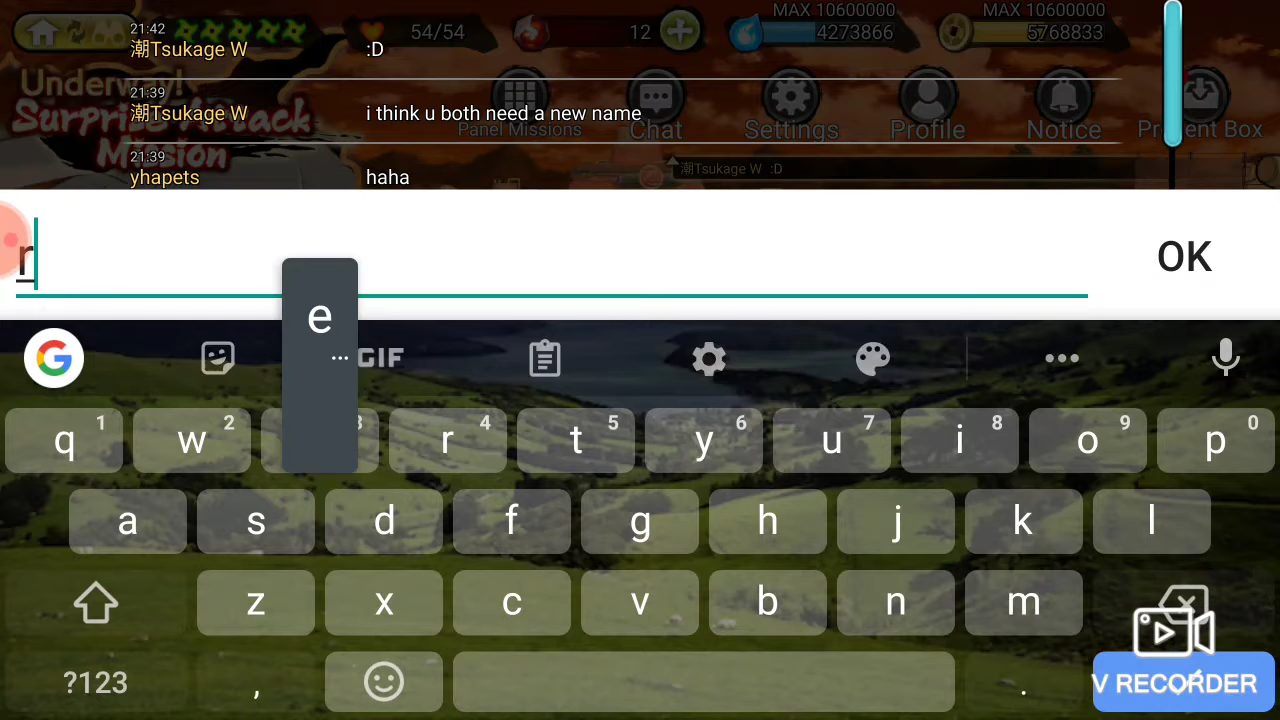 MAX 10600000
MAX 10600000
21:42
潮Tsukage W :D
54/54
12
4273866
5768833
Underway!
Surprise Attack
Mission
21:39
潮Tsukage W i think u both need a new name
Panel Missions
Chat
Settings
Profile
Notice
Present Box
21:39
yhapets haha
潮Tsukage W :D
r
OK
e
...
GIF
q 1 w 2 3 r 4 t 5 y 6 u 7 i 8 o 9 p 0
a s d f g h j k l
z x c v b n m
?123 , .
V RECORDER